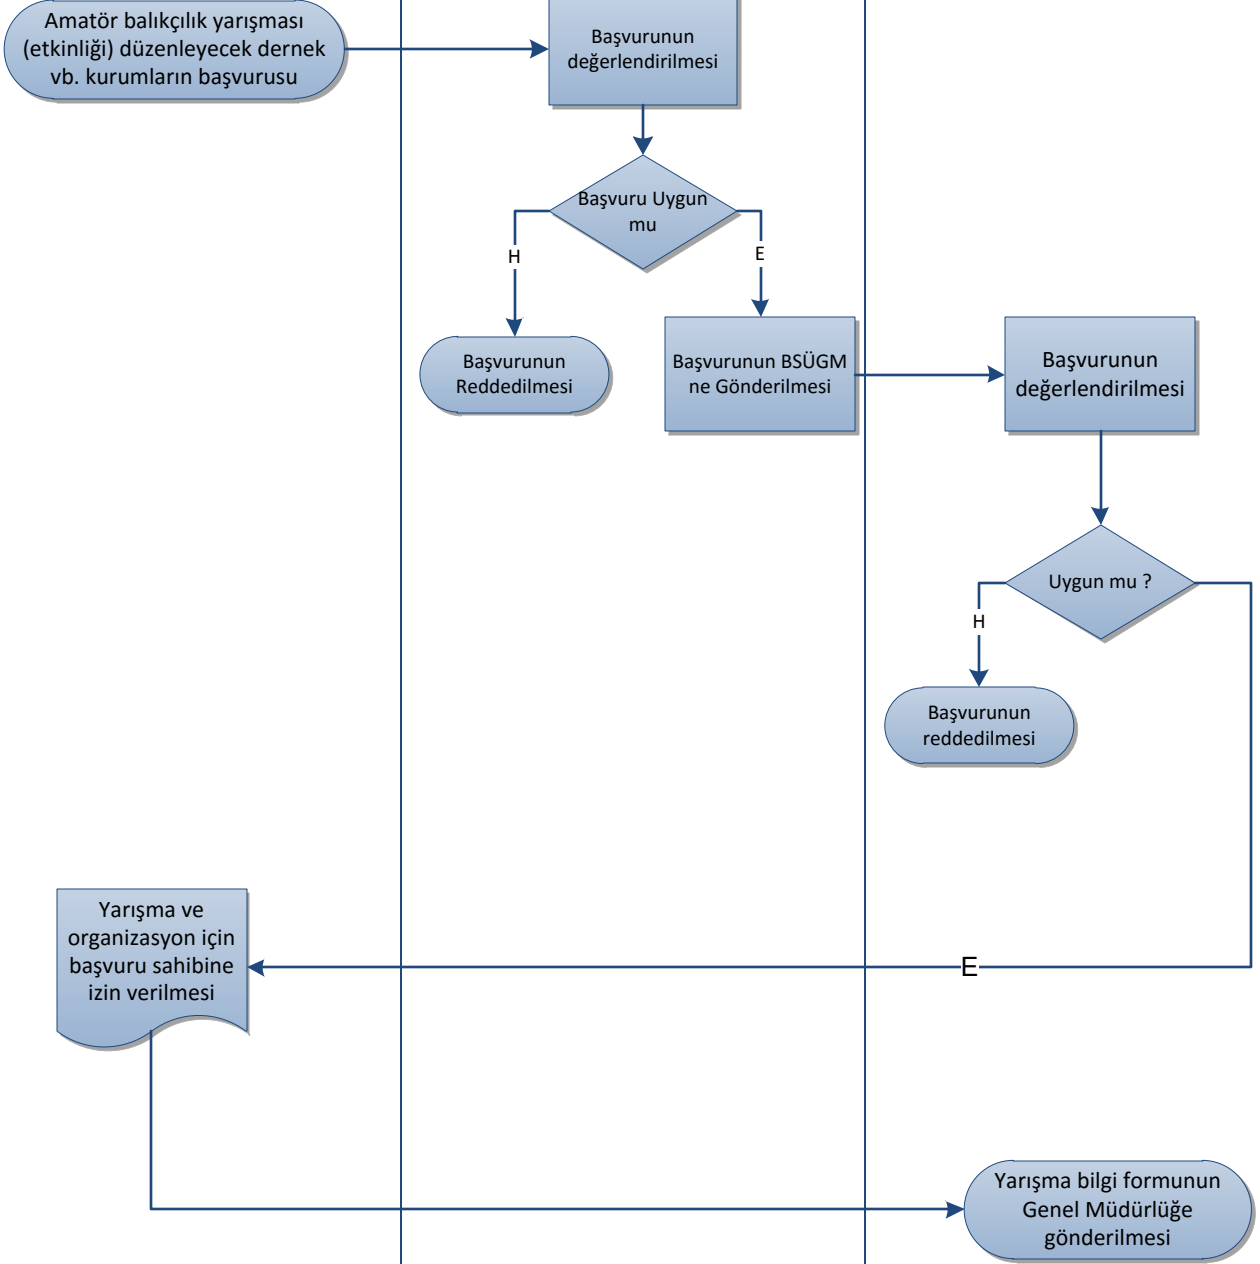 Amatör balıkçılık yarışması
(etkinliği) düzenleyecek dernek
vb. kurumların başvurusu
Başvurunun
değerlendirilmesi
Başvuru Uygun
mu
H
E
Başvurunun
Reddedilmesi
Başvurunun BSÜGM
ne Gönderilmesi
Başvurunun
değerlendirilmesi
Uygun mu ?
H
Başvurunun
reddedilmesi
Yarışma ve
organizasyon için
başvuru sahibine
izin verilmesi
E
Yarışma bilgi formunun
Genel Müdürlüğe
gönderilmesi